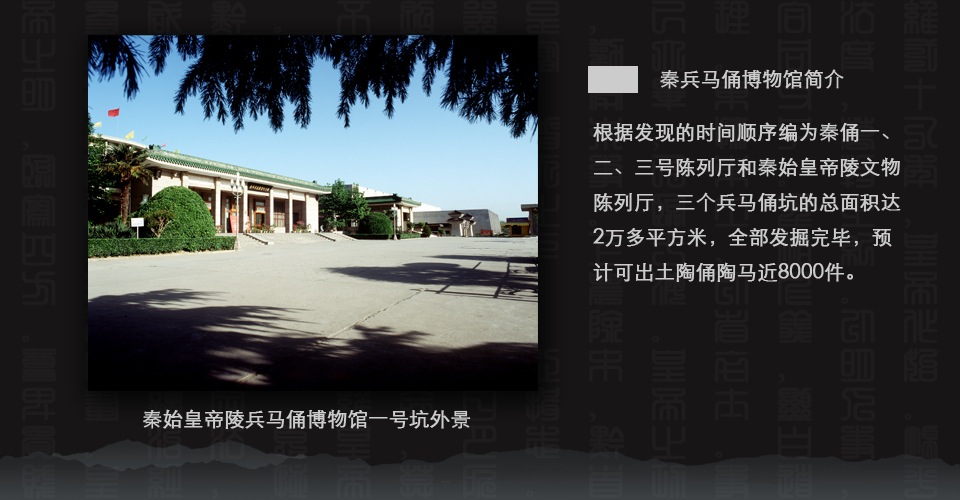 秦兵马俑博物馆简介
根据发现的时间顺序编为秦俑一、
二、三号陈列厅和秦始皇帝陵文物
陈列厅，三个兵马俑坑的总面积达
2万多平方米，全部发掘完毕，预
计可出土陶俑陶马近8000件。
秦始皇帝陵兵马俑博物馆一号坑外景